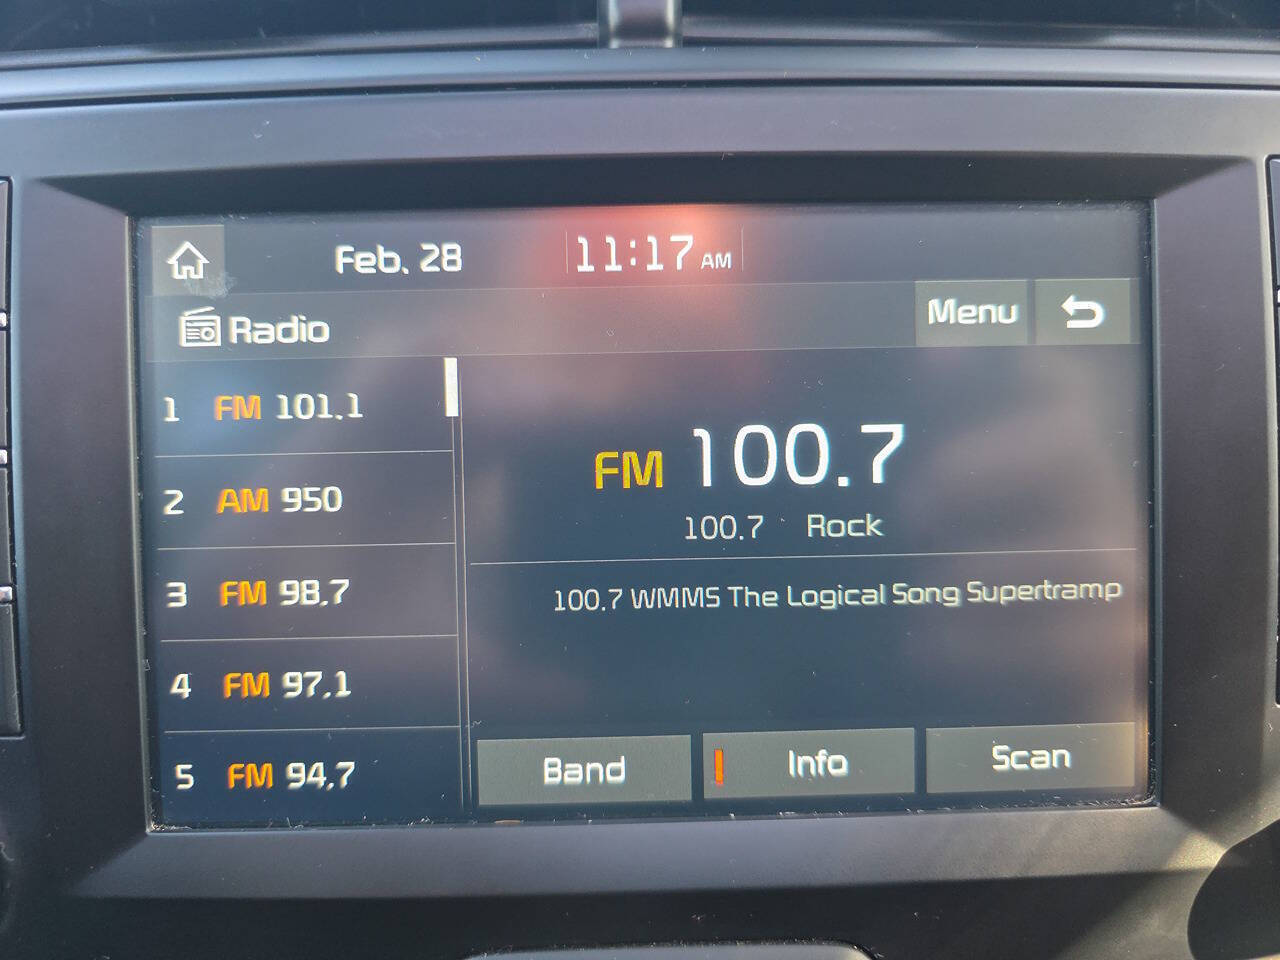 Feb. 28
11:17 AM
Radio
Menu
1 FM 101.1
2 AM 950
3 FM 98.7
4 FM 97.1
5 FM 94.7
FM 100.7
100.7 Rock
100.7 WMMS The Logical Song Supertramp
Band
Info
Scan